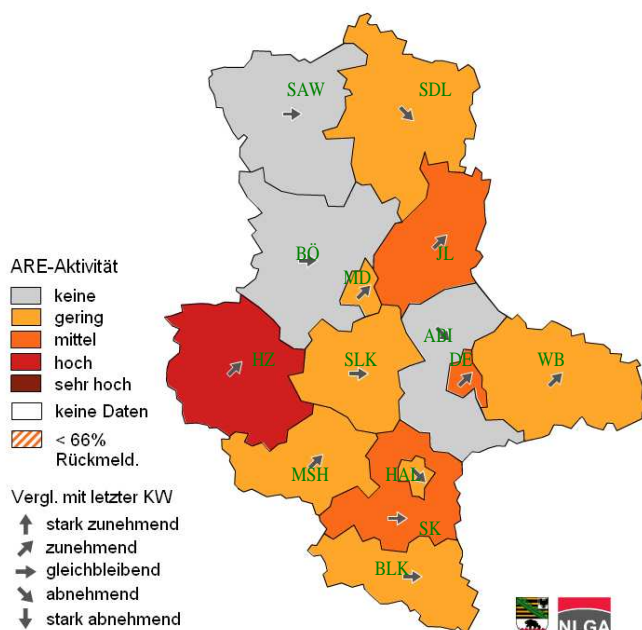 SAW
SDL
BÖ
MD
JL
ARE-Aktivität
keine
gering
mittel
hoch
sehr hoch
keine Daten
< 66%
Rückmeld.
HZ
SLK
ABI
DE
WB
MSH
HAL
SK
BLK
Vergl. mit letzter KW
stark zunehmend
zunehmend
gleichbleibend
abnehmend
stark abnehmend
NLGA